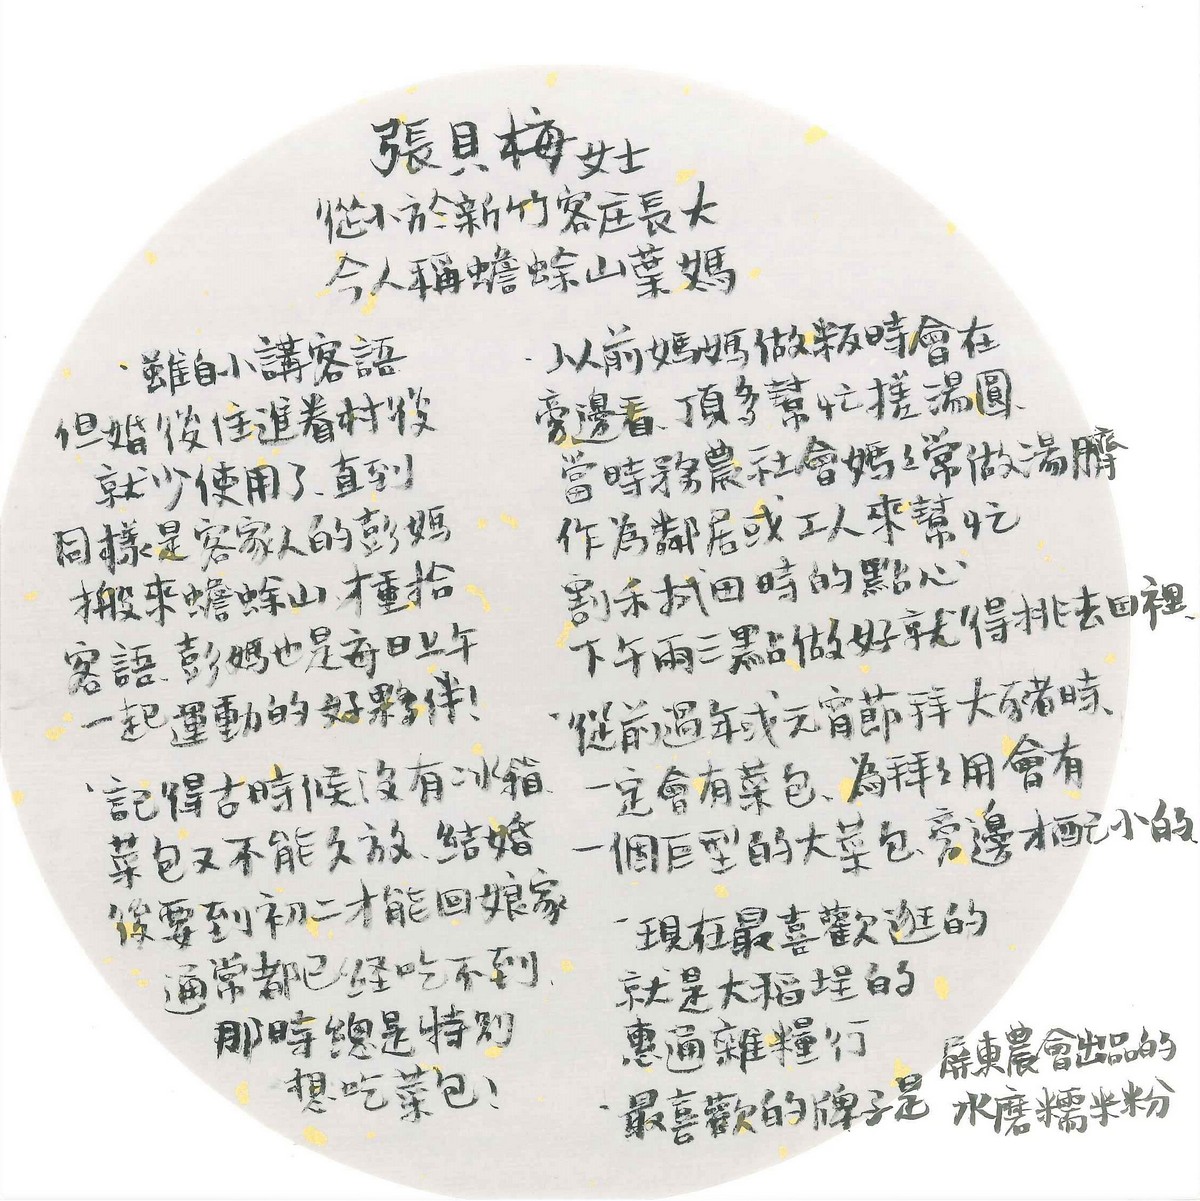 張貝梅女士
從小於新竹客庄長大
今人稱蟾蜍山葉媽
·雖自小講客語
但婚後住進眷村後
就少使用了、直到
同樣是客家人的彭媽
搬來蟾蜍山才重拾
客語、彭媽也是每日上午
一起運動的好夥伴!
·記得古時候沒有冰箱、
菜包又不能久放、結婚
後要到初二才能回娘家
通常都已經吃不到、
那時總是特別
想吃菜包!
·以前媽媽做粄時會在
旁邊看、頂多幫忙搓湯圓、
當時務農社會媽媽常做湯臍
作為鄰居或工人來幫忙
割禾拭田時的點心
下午兩三點做好就得挑去田裡、
·從前過年或元宵節拜大豬時、
一定會有菜包、為拜拜用會有
一個巨型的大菜包、旁邊才配小的
·現在最喜歡逛的
就是大稻埕的
惠通雜糧行
·最喜歡的牌子是
屏東農會出品的
水磨糯米粉